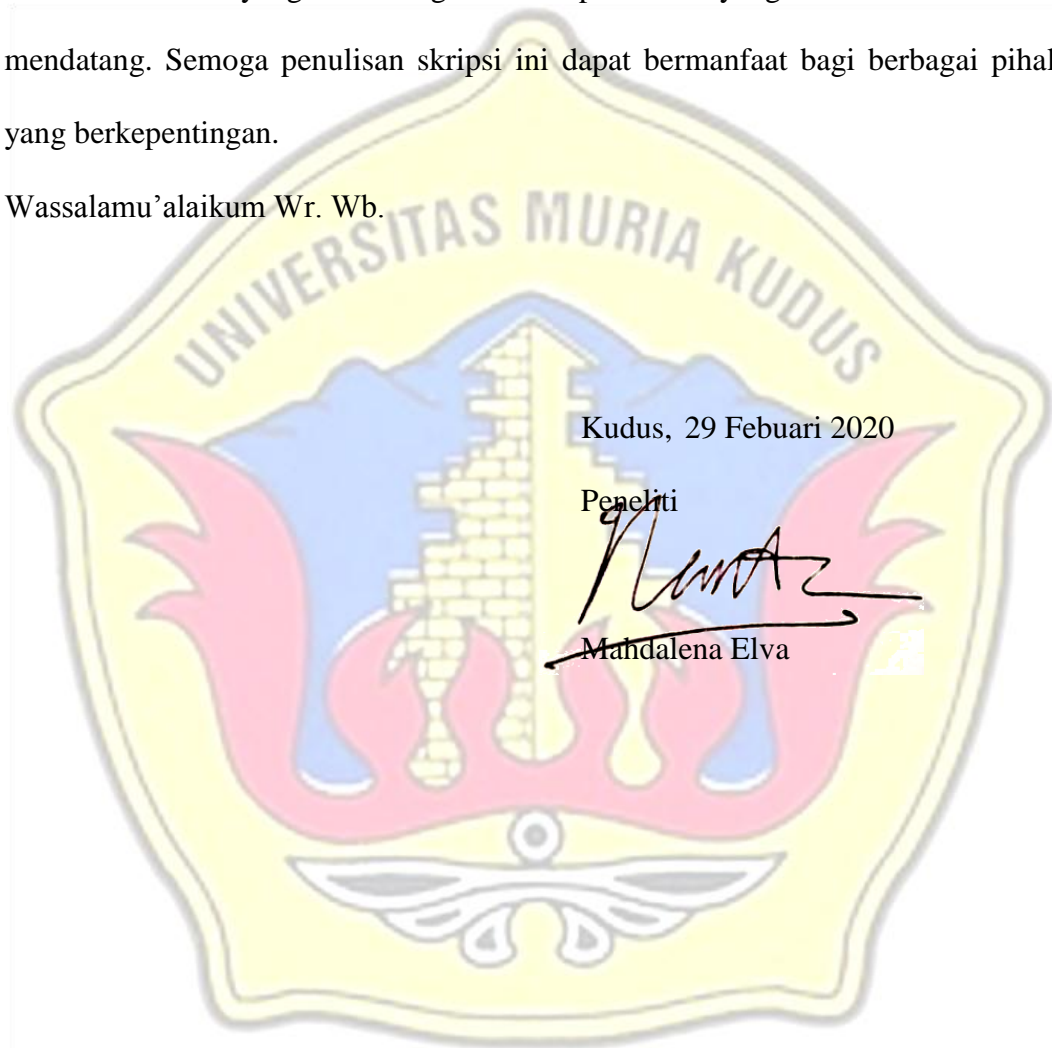 mendatang. Semoga penulisan skripsi ini dapat bermanfaat bagi berbagai pihak
yang berkepentingan.
Wassalamu’alaikum Wr. Wb.
UNIVERSITAS MURIA KUDUS
Kudus, 29 Febuari 2020
Peneliti
Mahdalena Elva